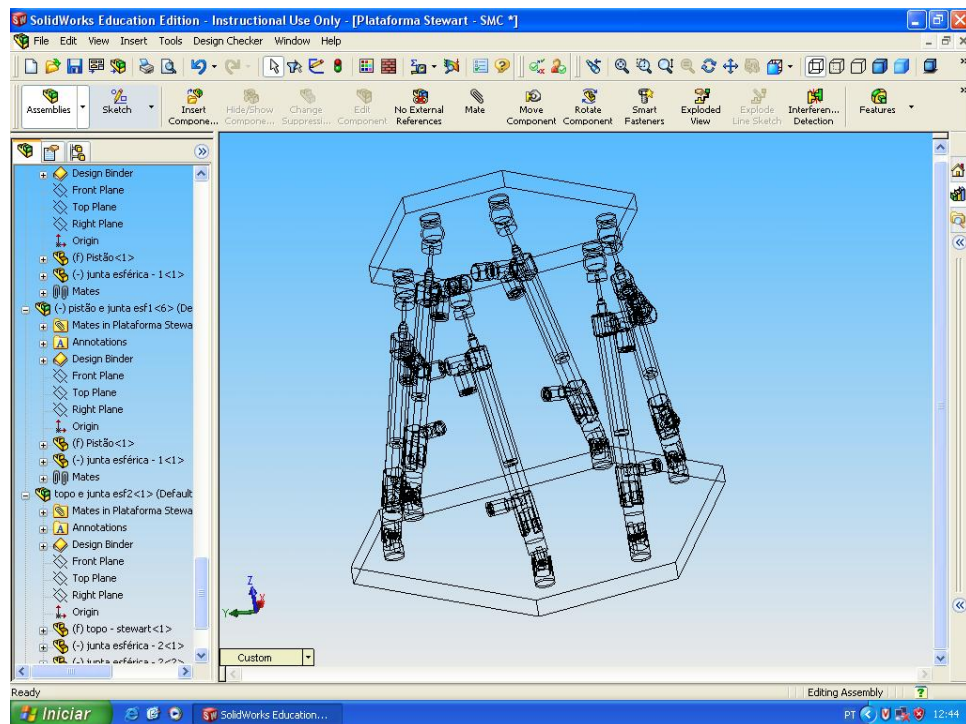 SolidWorks Education Edition - Instructional Use Only - [Plataforma Stewart - SMC *]
File Edit View Insert Tools Design Checker Window Help
Assemblies
Sketch
Insert Compone...
Hide/Show Compone...
Change Suppressi...
Edit Component
No External References
Mate
Move Component
Rotate Component
Smart Fasteners
Exploded View
Explode Line Sketch
Interferen... Detection
Features
Design Binder
Front Plane
Top Plane
Right Plane
Origin
(f) Pistão<1>
(-) junta esférica - 1<1>
Mates
(-) pistão e junta esf1<6> (De
Mates in Plataforma Stewa
Annotations
Design Binder
Front Plane
Top Plane
Right Plane
Origin
(f) Pistão<1>
(-) junta esférica - 1<1>
Mates
topo e junta esf2<1> (Default
Mates in Plataforma Stewa
Annotations
Design Binder
Front Plane
Top Plane
Right Plane
Origin
(f) topo - stewart<1>
(-) junta esférica - 2<1>
(-) junta esférica - 2<2>
Z
Y
Custom
Ready
Editing Assembly
Iniciar
SolidWorks Education...
PT
12:44